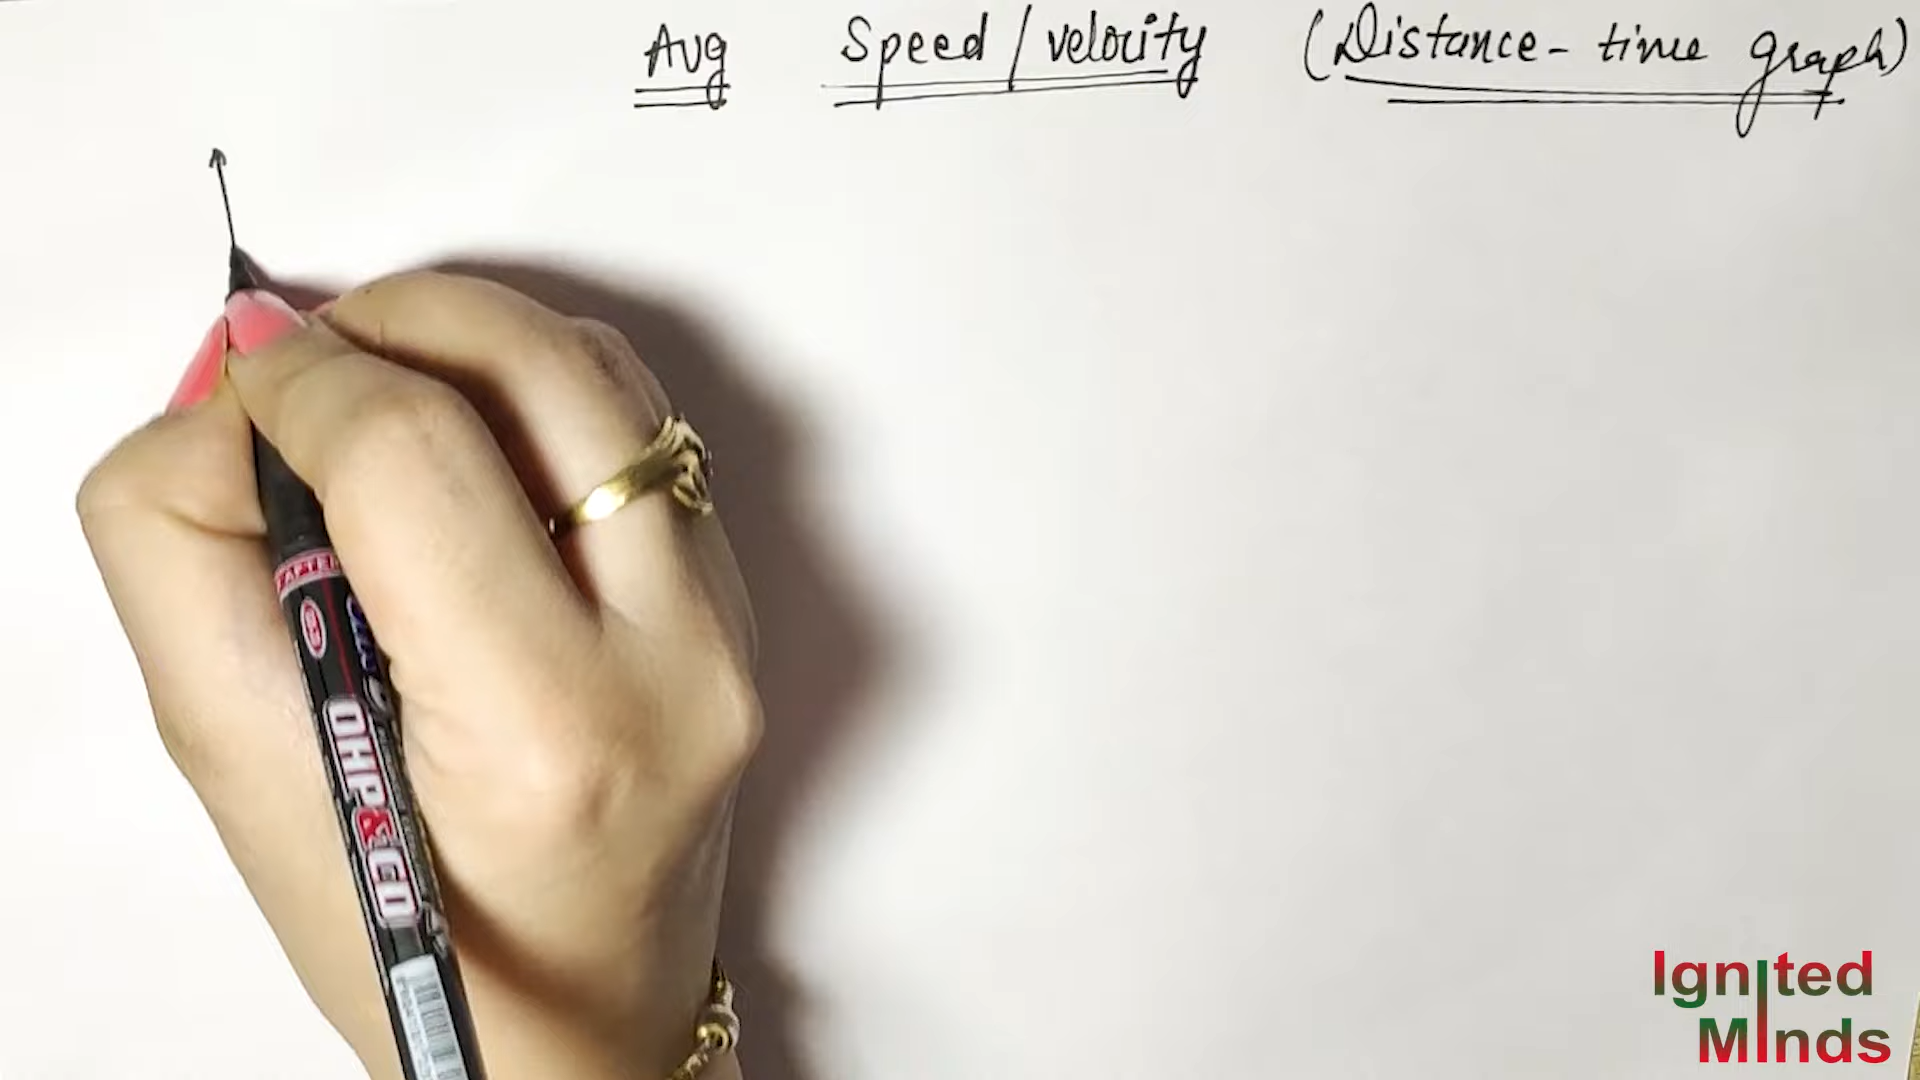 Avg Speed / velocity (Distance - time graph)
OHP&CD
Ignited
Minds